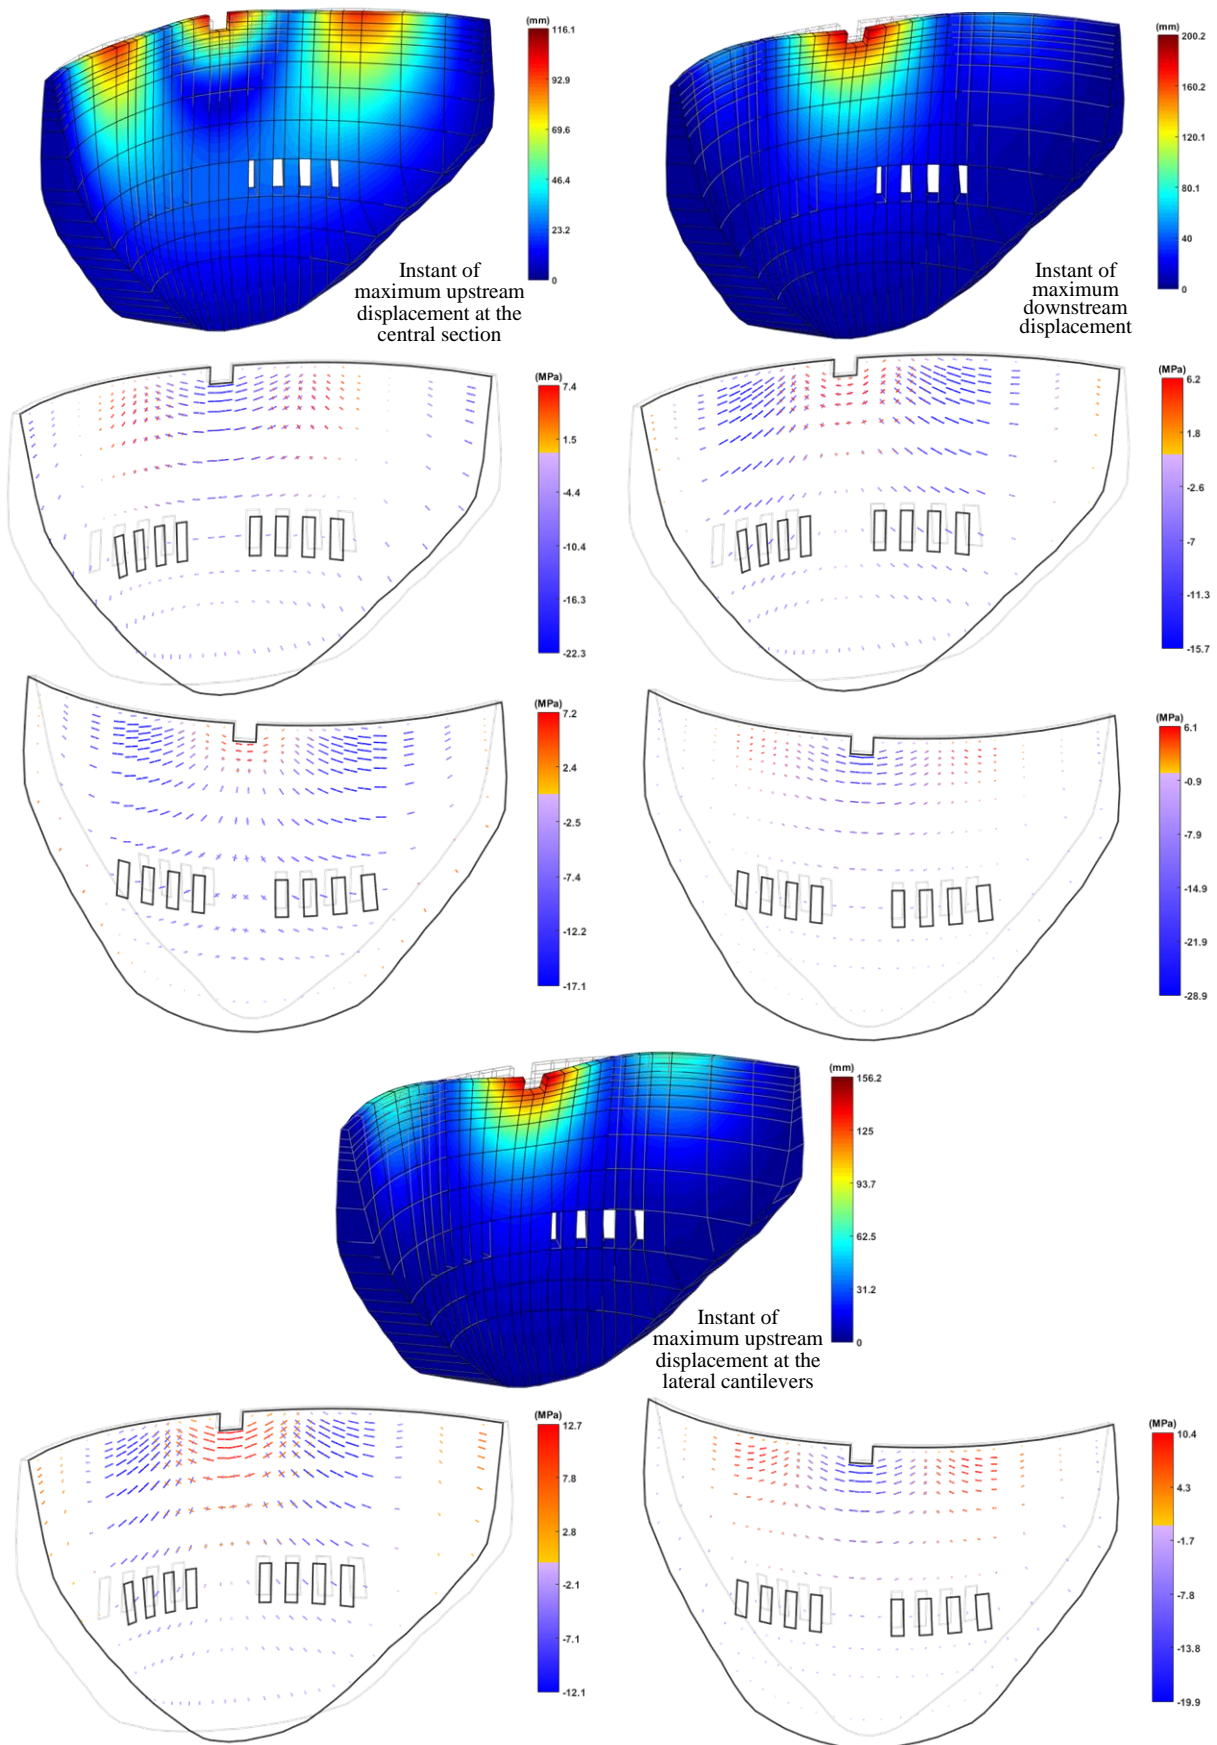 (mm)
116.1
92.9
69.6
46.4
23.2
0
Instant of
maximum upstream
displacement at the
central section
(mm)
200.2
160.2
120.1
80.1
40
0
Instant of
maximum
downstream
displacement
(MPa)
7.4
1.5
-4.4
-10.4
-16.3
-22.3
(MPa)
6.2
1.8
-2.6
-7
-11.3
-15.7
(MPa)
7.2
2.4
-2.5
-7.4
-12.2
-17.1
(MPa)
6.1
-0.9
-7.9
-14.9
-21.9
-28.9
(mm)
156.2
125
93.7
62.5
31.2
0
Instant of
maximum upstream
displacement at the
lateral cantilevers
(MPa)
12.7
7.8
2.8
-2.1
-7.1
-12.1
(MPa)
10.4
4.3
-1.7
-7.8
-13.8
-19.9